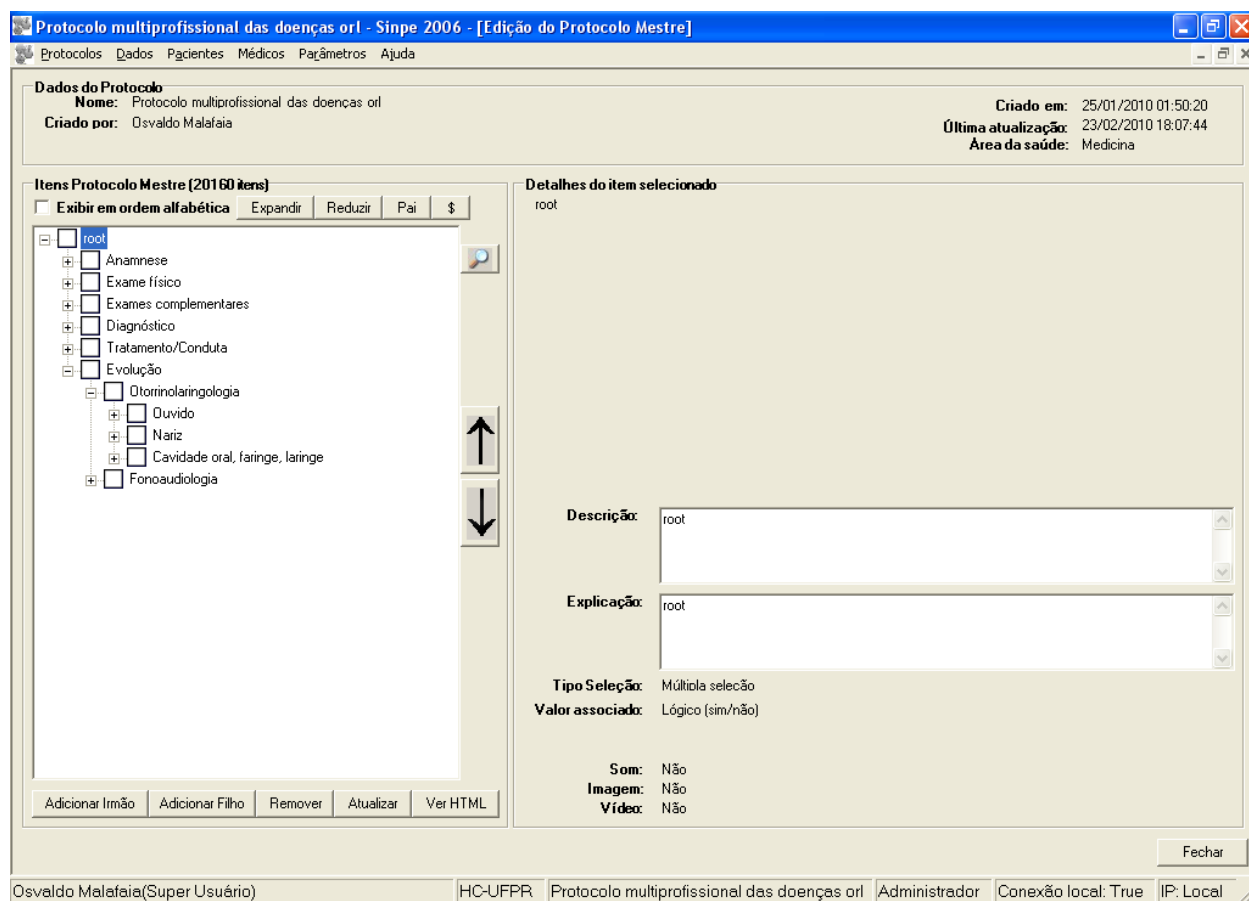 Protocolo multiprofissional das doenças orl - Sinpe 2006 - [Edição do Protocolo Mestre]
Protocolos Dados Pacientes Médicos Parâmetros Ajuda
Dados do Protocolo
Nome: Protocolo multiprofissional das doenças orl
Criado por: Osvaldo Malafaia
Criado em: 25/01/2010 01:50:20
Última atualização: 23/02/2010 18:07:44
Área da saúde: Medicina
Itens Protocolo Mestre (20160 itens)
Exibir em ordem alfabética Expandir Reduzir Pai $
root
Anamnese
Exame físico
Exames complementares
Diagnóstico
Tratamento/Conduta
Evolução
Otorrinolaringologia
Ouvido
Nariz
Cavidade oral, faringe, laringe
Fonoaudiologia
Adicionar Irmão Adicionar Filho Remover Atualizar Ver HTML
Detalhes do item selecionado
root
Descrição: root
Explicação: root
Tipo Seleção: Múltipla seleção
Valor associado: Lógico (sim/não)
Som: Não
Imagem: Não
Vídeo: Não
Fechar
Osvaldo Malafaia(Super Usuário) HC-UFPR Protocolo multiprofissional das doenças orl Administrador Conexão local: True IP: Local